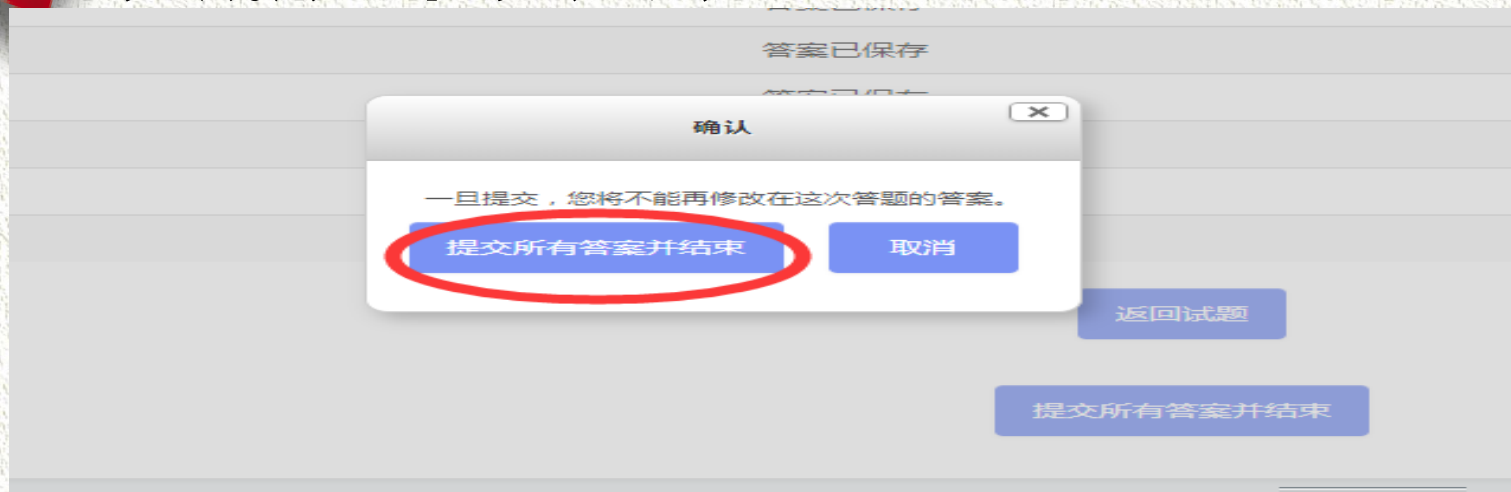 答案已保存
确认
一旦提交，您将不能再修改在这次答题的答案。
提交所有答案并结束
取消
返回试题
提交所有答案并结束